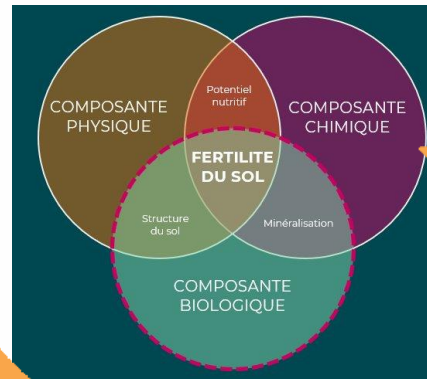 Potentiel
nutritif
COMPOSANTE
PHYSIQUE
COMPOSANTE
CHIMIQUE
FERTILITE
DU SOL
Structure
du sol
Minéralisation
COMPOSANTE
BIOLOGIQUE